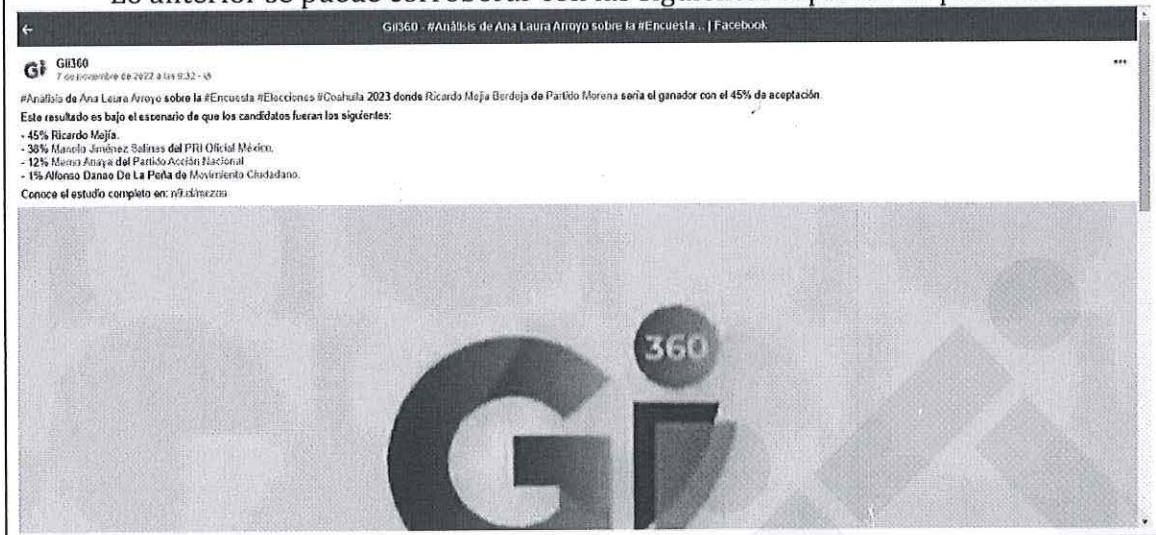 Lo anterior se puede corroborar con las siguientes
Gii360 - #Análisis de Ana Laura Arroyo sobre la #Encuesta .. | Facebook
Gii360
7 de noviembre de 2022 a las 9:32
#Análisis de Ana Laura Arroyo sobre la #Encuesta #Elecciones #Coahuila 2023 donde Ricardo Mejía Berdeja de Partido Morena sería el ganador con el 45% de aceptación.
Este resultado es bajo el escenario de que los candidatos fueran los siguientes:
- 45% Ricardo Mejía.
- 38% Manolo Jiménez Salinas del PRI Oficial México.
- 12% Memo Anaya del Partido Acción Nacional
- 1% Alfonso Danao De La Peña de Movimiento Ciudadano.
Conoce el estudio completo en:
Gi
360